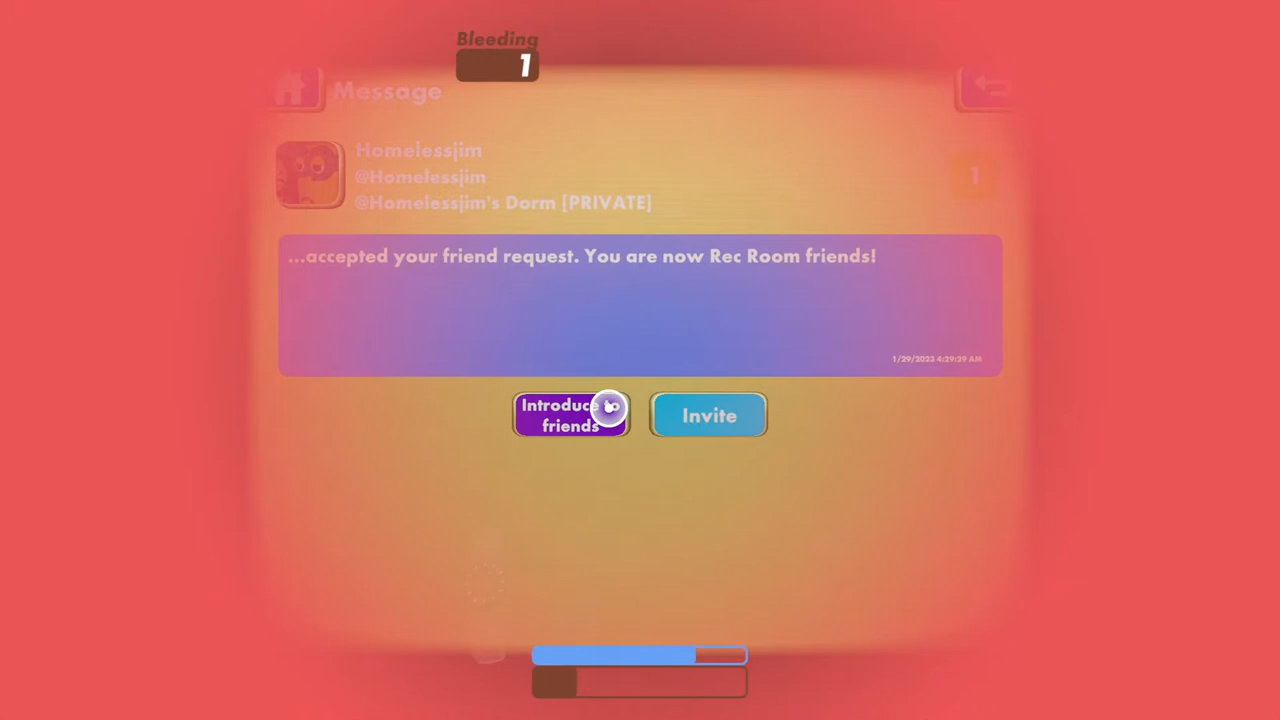 Bleeding
1
Message
Homelessjim
@Homelessjim
@Homelessjim's Dorm [PRIVATE]
1
...accepted your friend request. You are now Rec Room friends!
1/29/2023 4:29:29 AM
Introduce to
friends
Invite